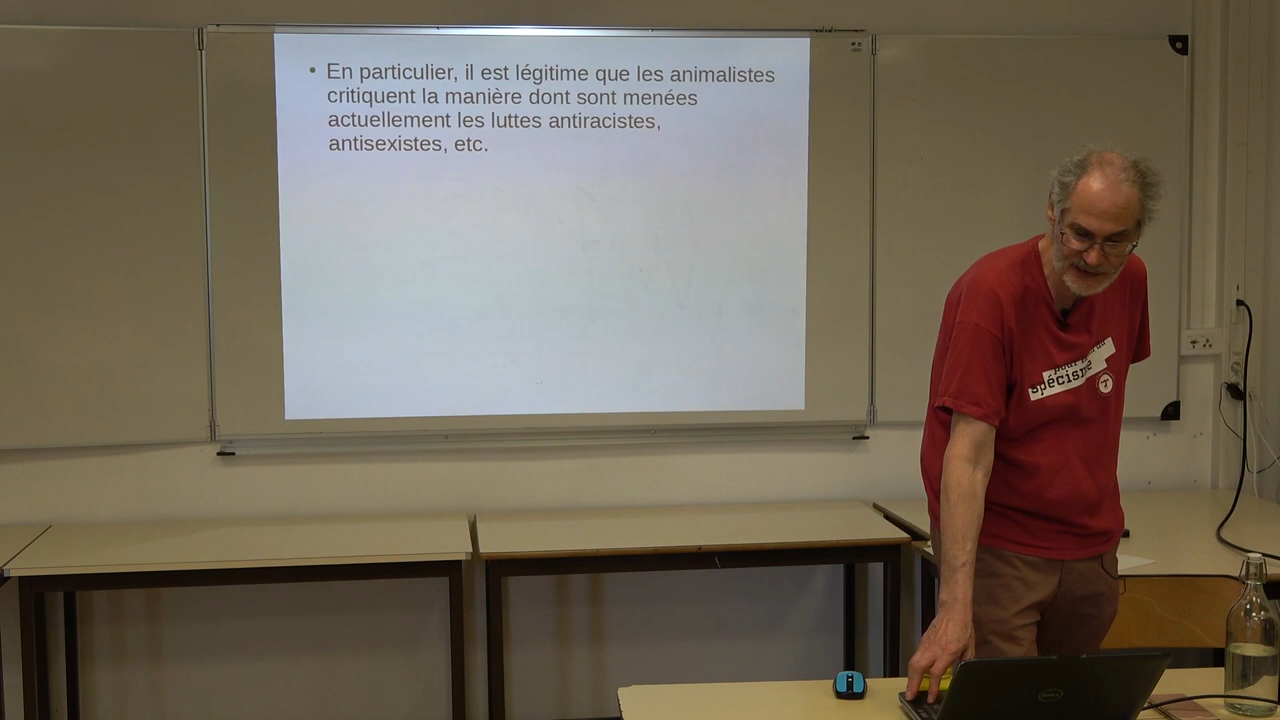 • En particulier, il est légitime que les animalistes
critiquent la manière dont sont menées
actuellement les luttes antiracistes,
antisexistes, etc.
spécisme
DELL